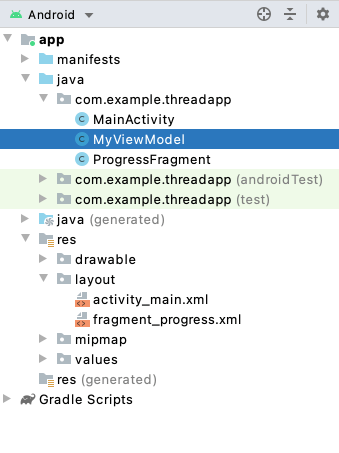 Android
app
manifests
java
com.example.threadapp
MainActivity
MyViewModel
ProgressFragment
com.example.threadapp (androidTest)
com.example.threadapp (test)
java (generated)
res
drawable
layout
activity_main.xml
fragment_progress.xml
mipmap
values
res (generated)
Gradle Scripts